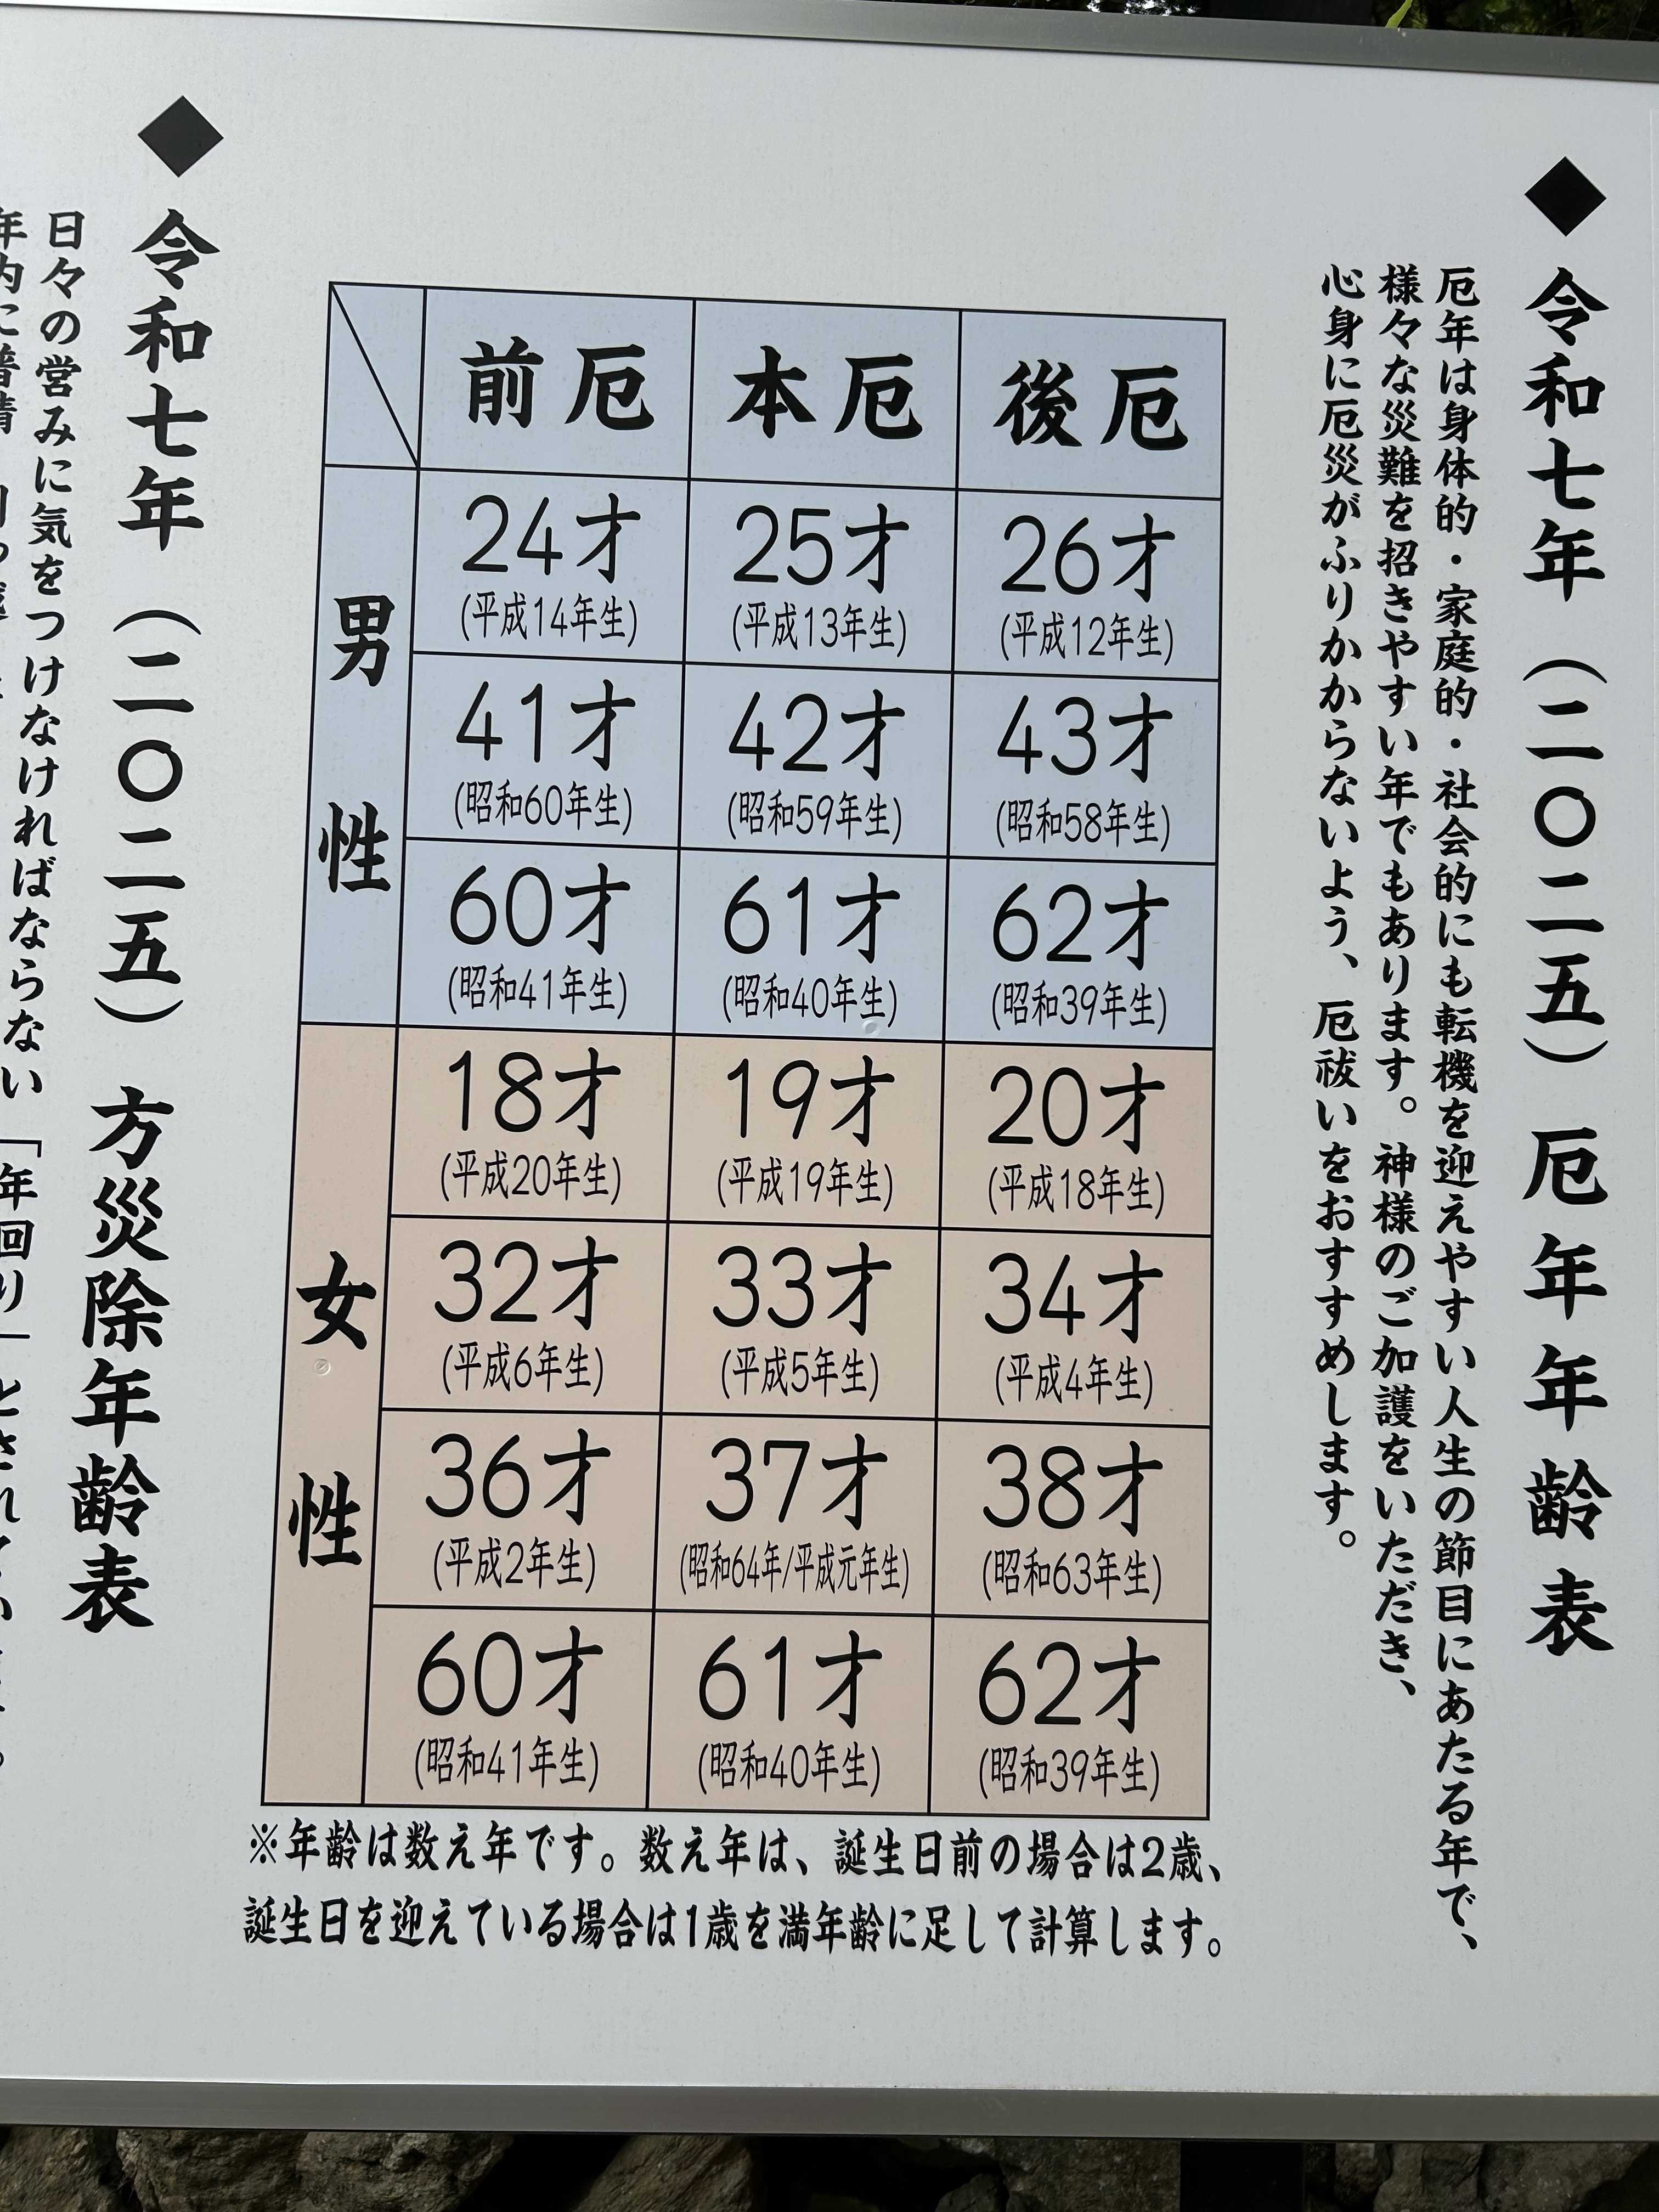 ◆令和七年（二〇二五）厄年年齢表
厄年は身体的・家庭的・社会的にも転機を迎えやすい人生の節目にあたる年で、
様々な災難を招きやすい年でもあります。神様のご加護をいただき、
心身に厄災がふりかからないよう、厄祓いをおすすめします。
前厄 本厄 後厄
男性
24才 25才 26才
(平成14年生) (平成13年生) (平成12年生)
41才 42才 43才
(昭和60年生) (昭和59年生) (昭和58年生)
60才 61才 62才
(昭和41年生) (昭和40年生) (昭和39年生)
女性
18才 19才 20才
(平成20年生) (平成19年生) (平成18年生)
32才 33才 34才
(平成6年生) (平成5年生) (平成4年生)
36才 37才 38才
(平成2年生) (昭和64年/平成元年生) (昭和63年生)
60才 61才 62才
(昭和41年生) (昭和40年生) (昭和39年生)
※年齢は数え年です。数え年は、誕生日前の場合は2歳、
誕生日を迎えている場合は1歳を満年齢に足して計算します。
◆令和七年（二〇二五）方災除年齢表
日々の営みに気をつけなければならない「年回り」とされて